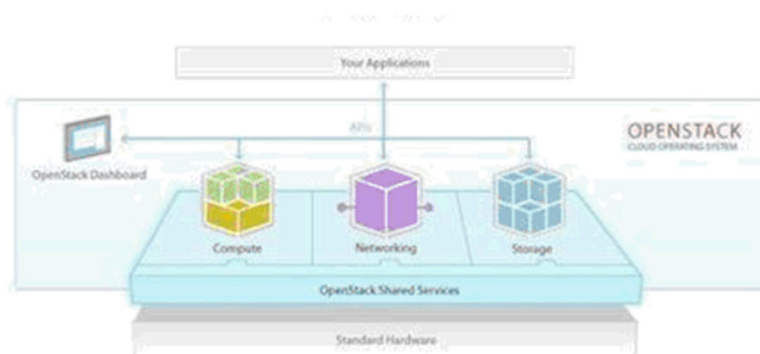 Your Applications
APIs
OPENSTACK
CLOUD OPERATING SYSTEM
OpenStack Dashboard
Compute
Networking
Storage
OpenStack Shared Services
Standard Hardware